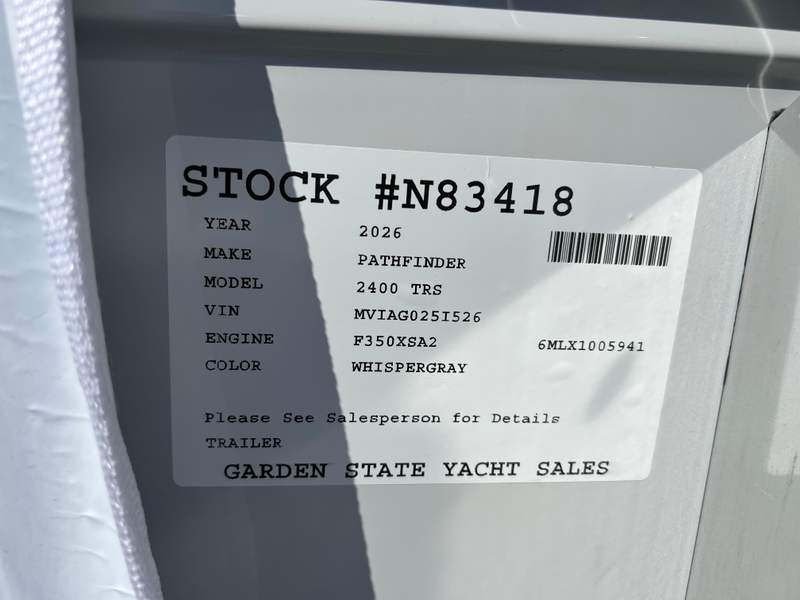 STOCK #N83418
YEAR 2026
MAKE PATHFINDER
MODEL 2400 TRS
VIN MVIAG025I526
ENGINE F350XSA2 6MLX1005941
COLOR WHISPERGRAY
Please See Salesperson for Details
TRAILER
GARDEN STATE YACHT SALES